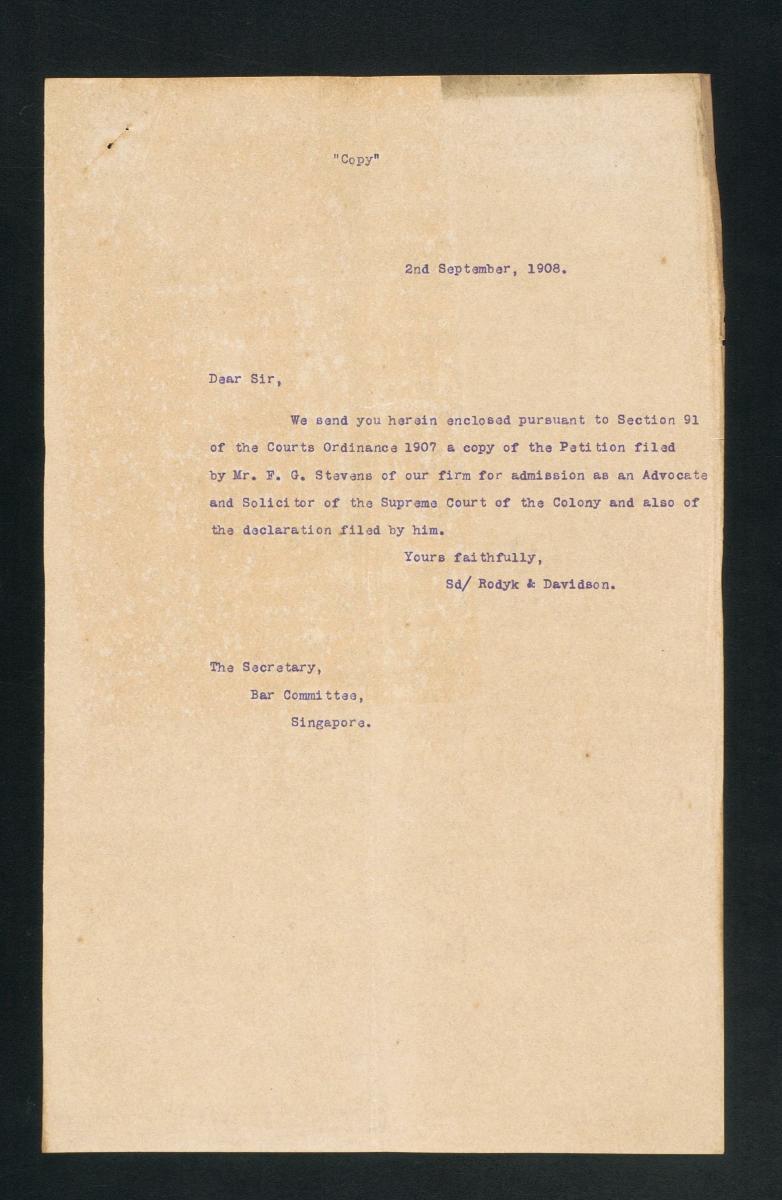 "Copy"
2nd September, 1908.
Dear Sir,
We send you herein enclosed pursuant to Section 91
of the Courts Ordinance 1907 a copy of the Petition filed
by Mr. F. G. Stevens of our firm for admission as an Advocate
and Solicitor of the Supreme Court of the Colony and also of
the declaration filed by him.
Yours faithfully,
Sd/ Rodyk & Davidson.
The Secretary,
Bar Committee,
Singapore.